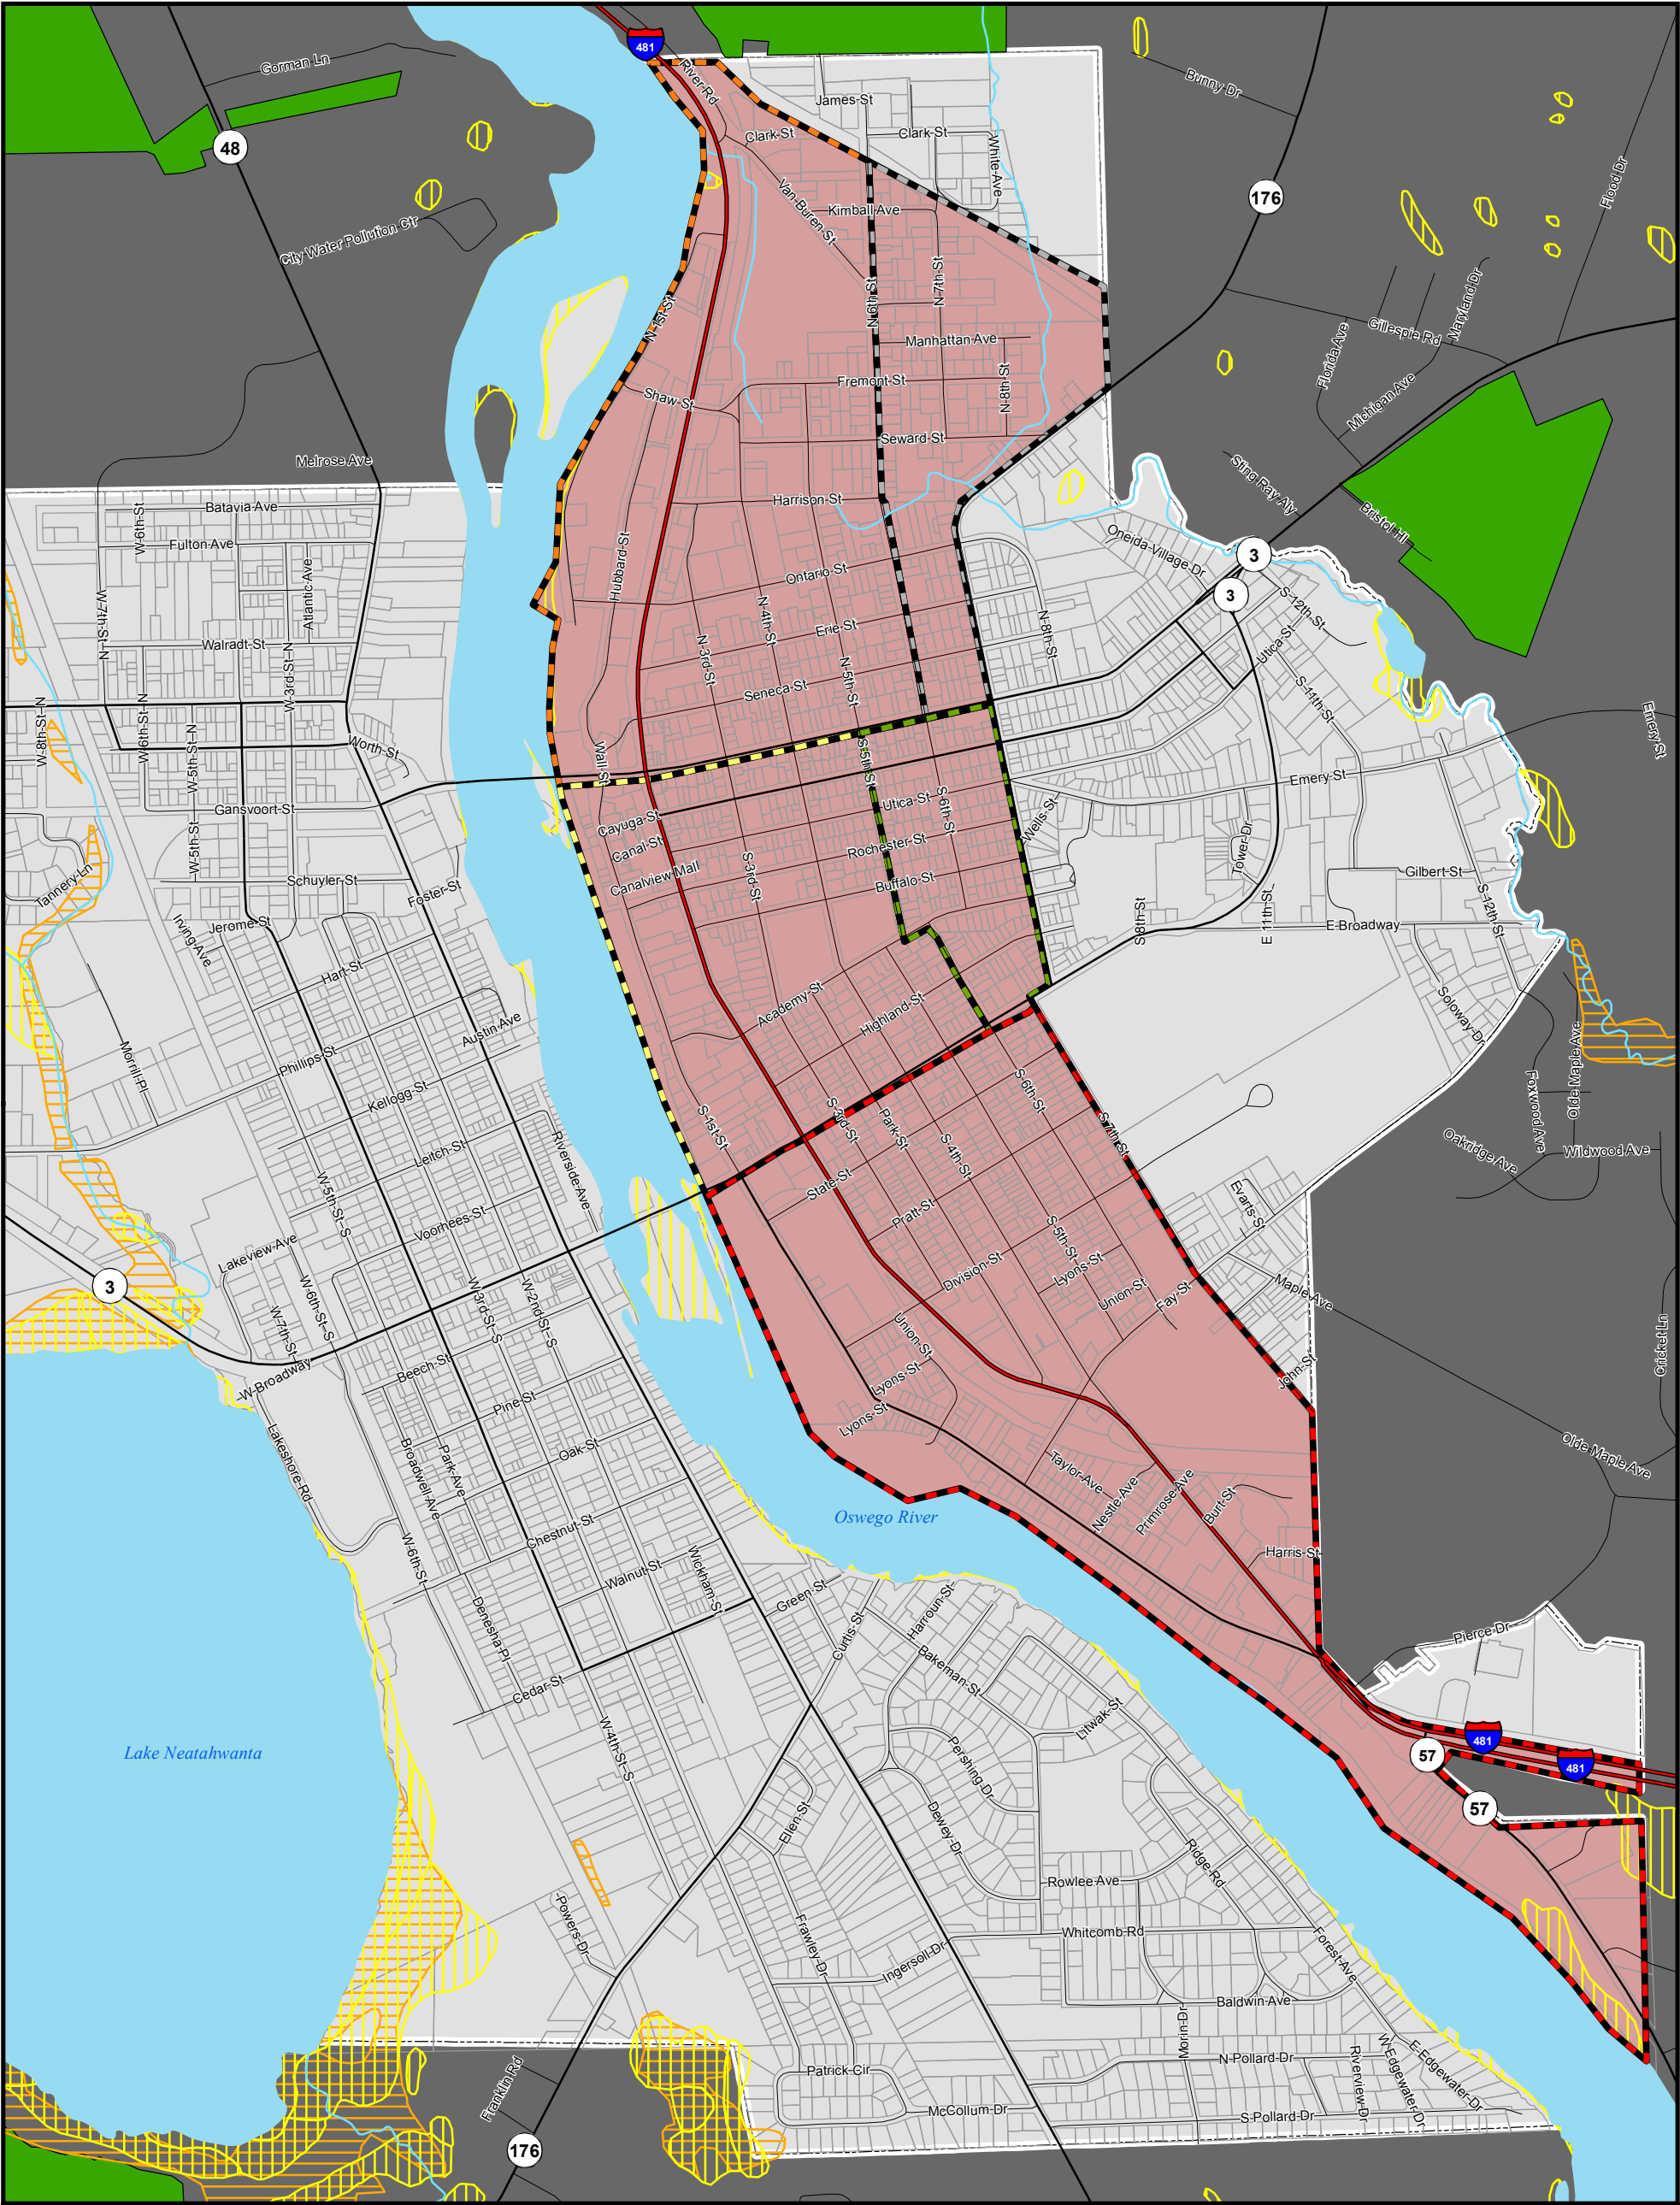 481
Gorman Ln
River Rd
Bunny Dr
James St
48
Clark St
Clark St
White Ave
176
Flood Dr
City Water Pollution Ctr
Van Buren St
Kimball Ave
N 1st St
N 6th St
N 7th St
Manhattan Ave
Gillespie Rd
Maryland Dr
Florida Ave
Michigan Ave
Shaw St
Fremont St
N 8th St
Seward St
Melrose Ave
Sting Ray Aly
Bristol Hl
Batavia Ave
W 6th St
Harrison St
Fulton Ave
Oneida Village Dr
3
3
Hubbard St
Ontario St
Atlantic Ave
W 7th St N
N 4th St
Erie St
N 8th St
S 12th St
Walradt St
W 3rd St N
N 3rd St
N 5th St
Utica St
Seneca St
S 11th St
W 8th St N
W 6th St N
W 5th St N
Worth St
Wall St
S 5th St
Emery St
Emery St
Gansvoort St
Cayuga St
Utica St
S 6th St
Wells St
Canal St
Rochester St
Tower Dr
W 5th St
Canalview Mall
S 3rd St
Buffalo St
Gilbert St
Tannery Ln
Schuyler St
Foster St
S 12th St
Irving Ave
Jerome St
S 8th St
E 11th St
E Broadway
Hart St
Academy St
Highland St
Soloway Dr
Austin Ave
Morrill Pl
Phillips St
Kellogg St
S 1st St
S 3rd St
Park St
S 4th St
S 6th St
S 7th St
Foxwood Ave
Olde Maple Ave
Oakridge Ave
Wildwood Ave
Leitch St
Riverside Ave
State St
W 5th St S
Voorhees St
Pratt St
S 5th St
Evarts St
Lakeview Ave
Division St
Lyons St
Union St
Fay St
Maple Ave
3
W 7th St
W 6th St S
W 3rd St S
W 2nd St S
Union St
Cricket Ln
W Broadway
Beech St
Lyons St
John St
Pine St
Lyons St
Lakeshore Rd
Broadwell Ave
Park Ave
Oak St
Olde Maple Ave
Taylor Ave
Nestle Ave
Primrose Ave
Burt St
Oswego River
Chestnut St
W 6th St
Harris St
Walnut St
Wickham St
Green St
Denesha Pl
Curtis St
Harroun St
Bakeman St
Pierce Dr
Cedar St
W 4th St S
Litwak St
Lake Neatahwanta
Pershing Dr
481
57
481
57
Ellen St
Dewey Dr
Ridge Rd
Rowlee Ave
Powers Dr
Frawley Dr
Whitcomb Rd
Ingersoll Dr
Forest Ave
Baldwin Ave
Morin Dr
Franklin Rd
Patrick Cir
N Pollard Dr
Riverview Dr
W Edgewater Dr
E Edgewater Dr
McCollum Dr
S Pollard Dr
176